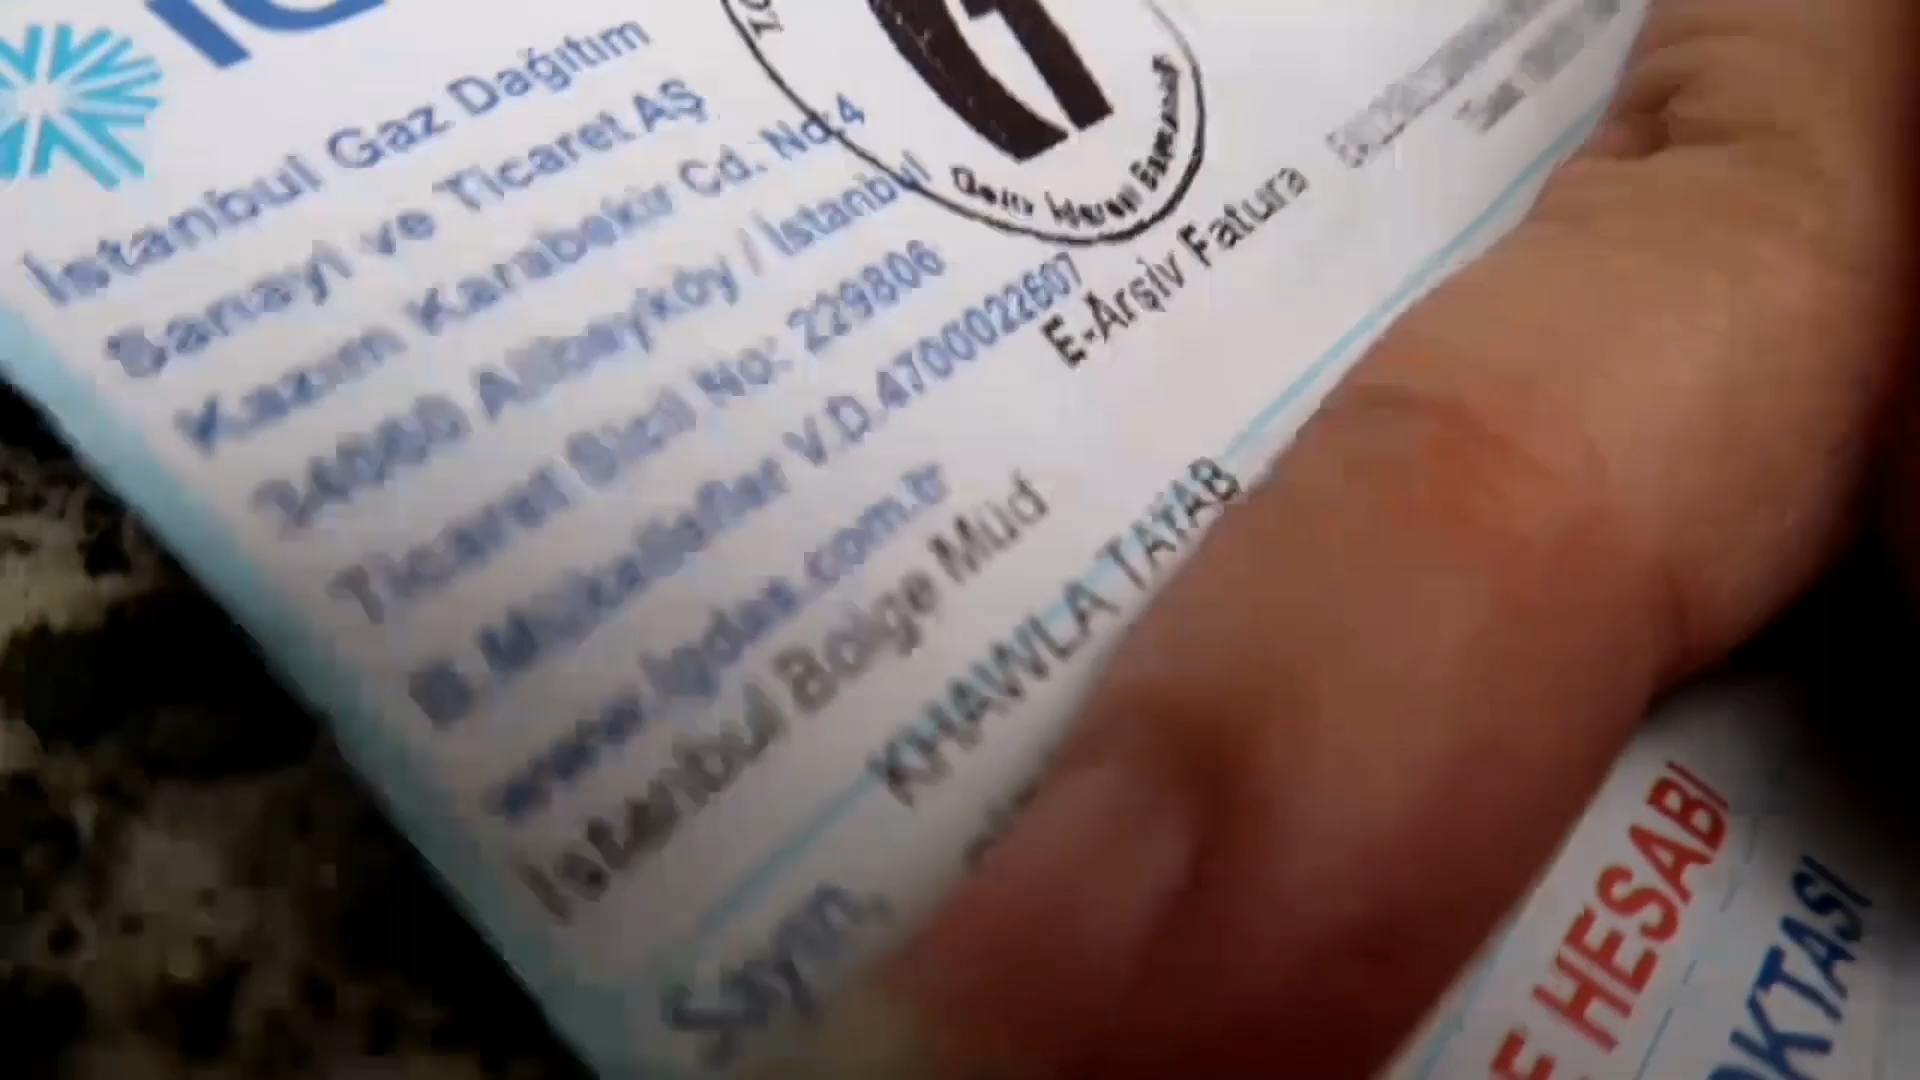 İG
İstanbul Gaz Dağıtım
Sanayi ve Ticaret AŞ
Kazım Karabekir Cd. No:4
34060 Alibeyköy / İstanbul
Ticaret Sicil No: 229806
B.Mükellefler V.D.4700022607
www.igdas.com.tr
İstanbul Bölge Müd
E-Arşiv Fatura
Sayın,
KHAWLA TAYAB
E HESABI
OKTASI